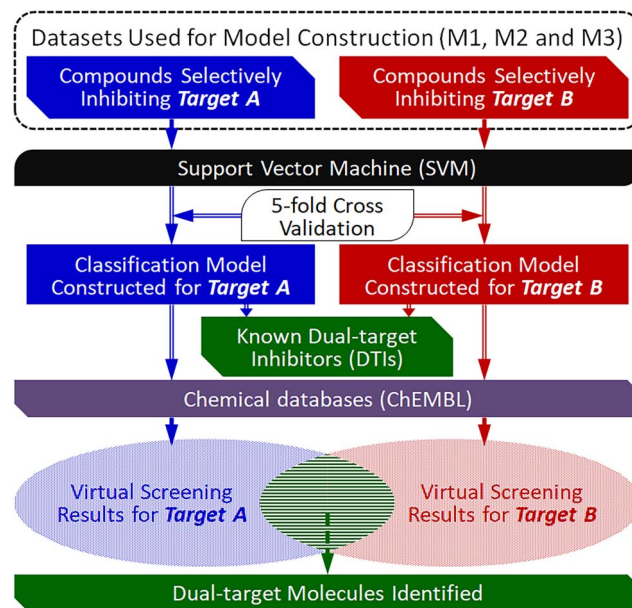 Datasets Used for Model Construction (M1, M2 and M3)
Compounds Selectively
Inhibiting Target A
Compounds Selectively
Inhibiting Target B
Support Vector Machine (SVM)
5-fold Cross
Validation
Classification Model
Constructed for Target A
Classification Model
Constructed for Target B
Known Dual-target
Inhibitors (DTIs)
Chemical databases (ChEMBL)
Virtual Screening
Results for Target A
Virtual Screening
Results for Target B
Dual-target Molecules Identified